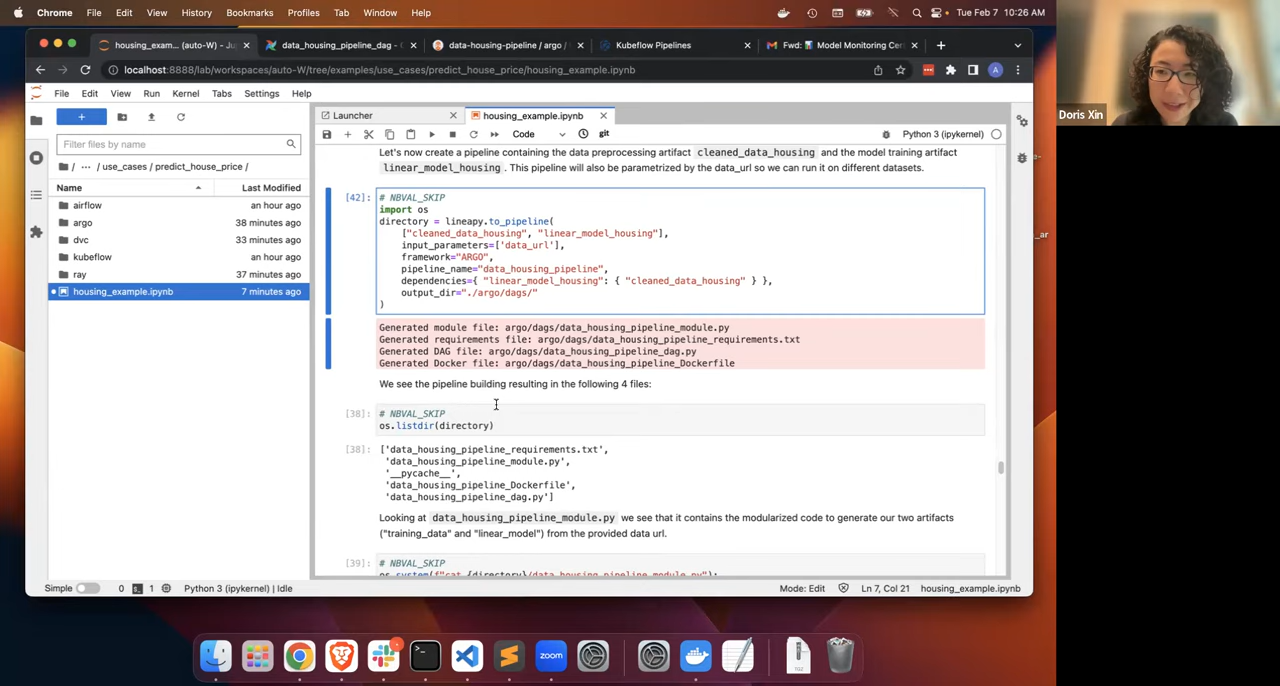 Chrome File Edit View History Bookmarks Profiles Tab Window Help Tue Feb 7 10:26 AM
housing_exam… (auto-W) - Ju
data_housing_pipeline_dag -
data-housing-pipeline / argo /
Kubeflow Pipelines
Fwd: Model Monitoring Cer
localhost:8888/lab/workspaces/auto-W/tree/examples/use_cases/predict_house_price/housing_example.ipynb
A
File Edit View Run Kernel Tabs Settings Help
Launcher
housing_example.ipynb
Code
git
Python 3 (ipykernel)
Filter files by name
/ ··· / use_cases / predict_house_price /
Name Last Modified
airflow an hour ago
argo 38 minutes ago
dvc 33 minutes ago
kubeflow an hour ago
ray 37 minutes ago
housing_example.ipynb 7 minutes ago
Let's now create a pipeline containing the data preprocessing artifact cleaned_data_housing and the model training artifact
linear_model_housing . This pipeline will also be parametrized by the data_url so we can run it on different datasets.
[42]: # NBVAL_SKIP
import os
directory = lineapy.to_pipeline(
["cleaned_data_housing", "linear_model_housing"],
input_parameters=['data_url'],
framework="ARGO",
pipeline_name="data_housing_pipeline",
dependencies={ "linear_model_housing": { "cleaned_data_housing" } },
output_dir="./argo/dags/"
)
Generated module file: argo/dags/data_housing_pipeline_module.py
Generated requirements file: argo/dags/data_housing_pipeline_requirements.txt
Generated DAG file: argo/dags/data_housing_pipeline_dag.py
Generated Docker file: argo/dags/data_housing_pipeline_Dockerfile
We see the pipeline building resulting in the following 4 files:
[38]: # NBVAL_SKIP
os.listdir(directory)
[38]: ['data_housing_pipeline_requirements.txt',
'data_housing_pipeline_module.py',
'__pycache__',
'data_housing_pipeline_Dockerfile',
'data_housing_pipeline_dag.py']
Looking at data_housing_pipeline_module.py we see that it contains the modularized code to generate our two artifacts
("training_data" and "linear_model") from the provided data url.
[39]: # NBVAL_SKIP
os.system(f"cat {directory}/data_housing_pipeline_module.py");
Simple 0 1 Python 3 (ipykernel) | Idle Mode: Edit Ln 7, Col 21 housing_example.ipynb
Doris Xin
zoom